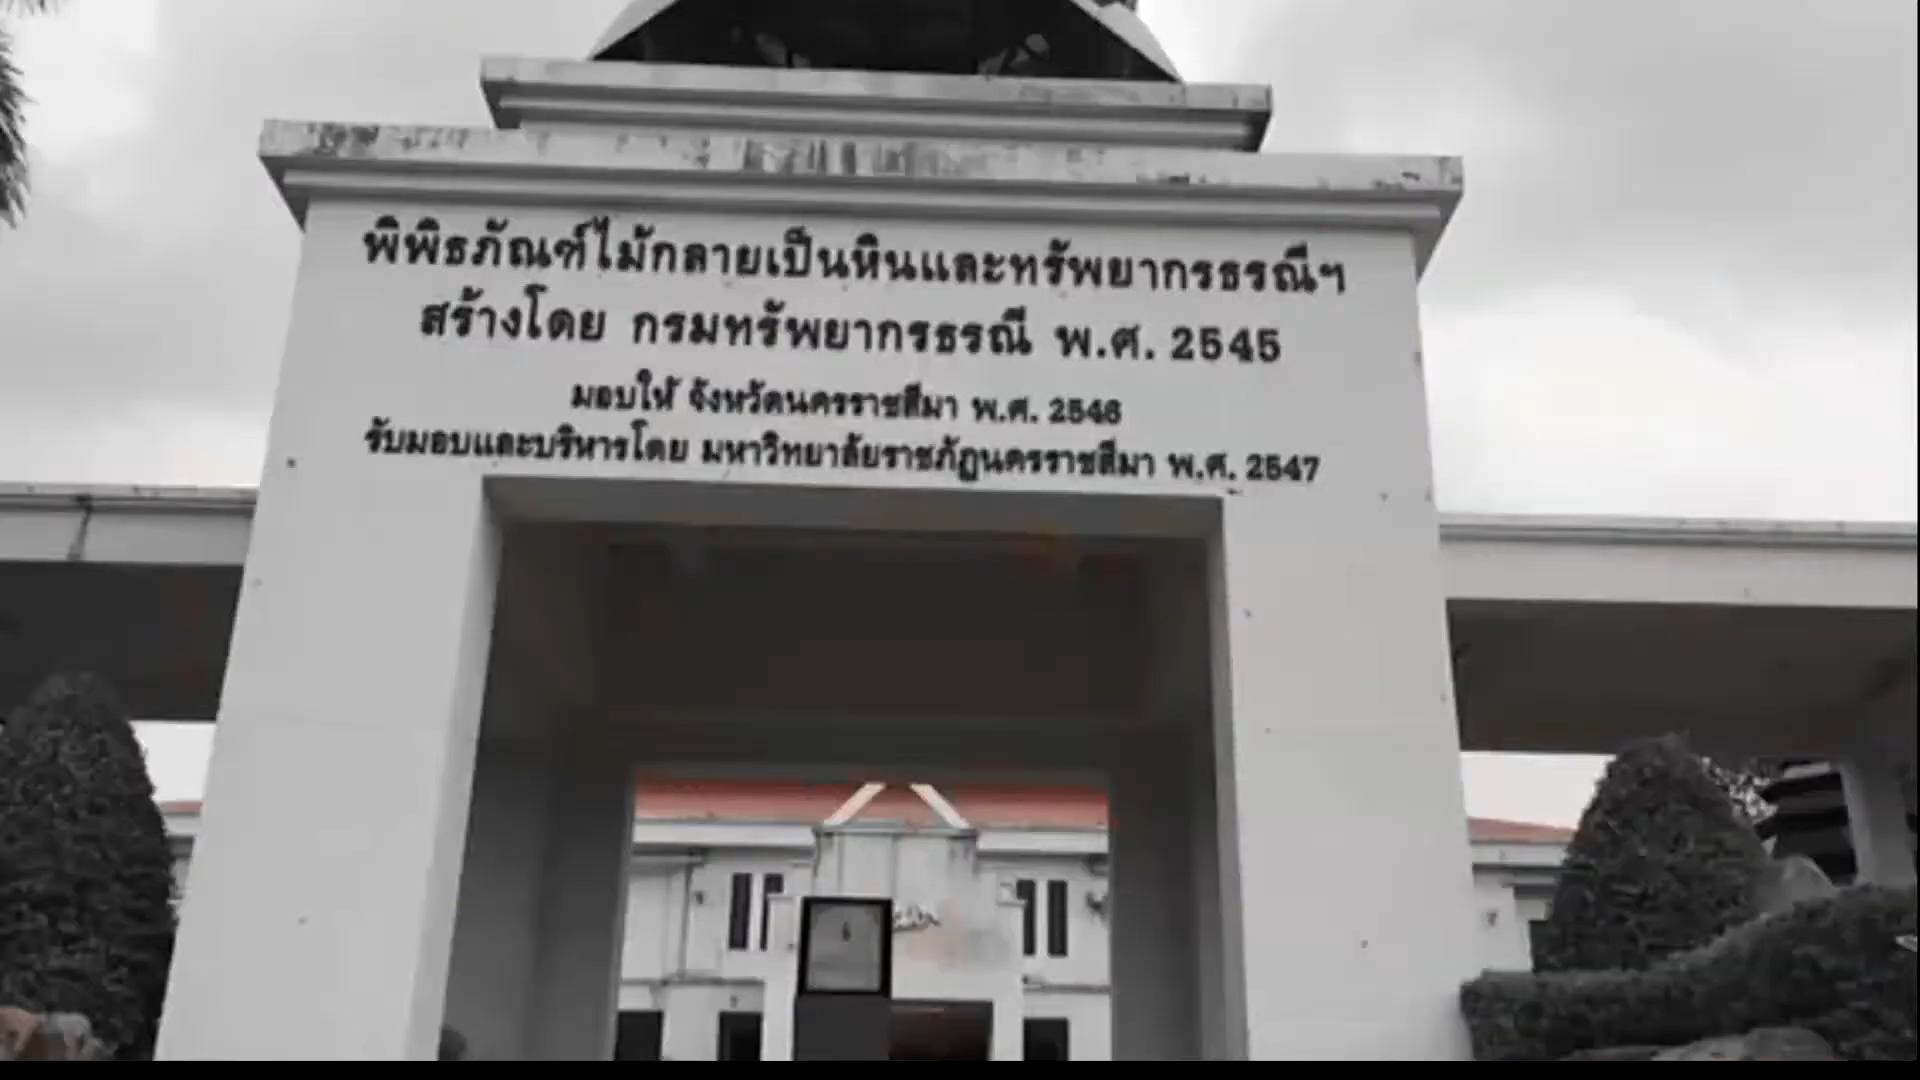 พิพิธภัณฑ์ไม้กลายเป็นหินและทรัพยากรธรณีฯ
สร้างโดย กรมทรัพยากรธรณี พ.ศ. 2545
มอบให้ จังหวัดนครราชสีมา พ.ศ. 2546
รับมอบและบริหารโดย มหาวิทยาลัยราชภัฏนครราชสีมา พ.ศ. 2547